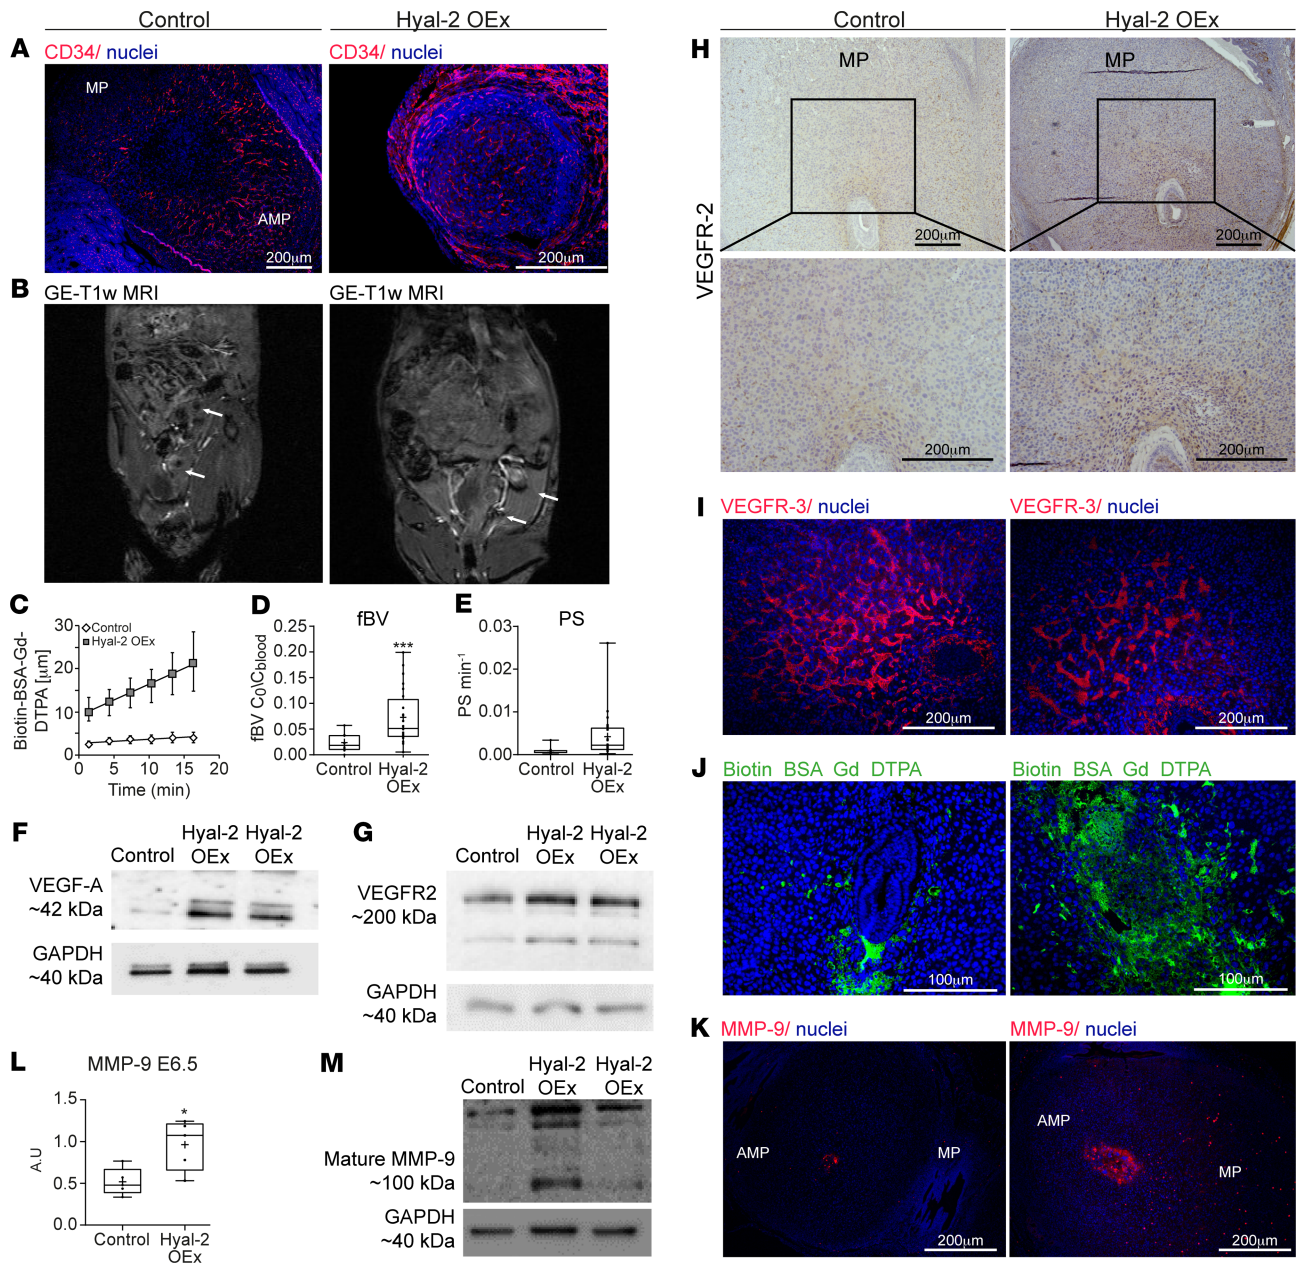 Control
Hyal-2 OEx
A
CD34/ nuclei
CD34/ nuclei
MP
AMP
200µm
200µm
B
GE-T1w MRI
GE-T1w MRI
C
Biotin-BSA-Gd-
DTPA [µm]
30
20
10
0
Control
Hyal-2 OEx
0
5
10
15
20
Time (min)
D
fBV
fBV C0\Cblood
0.25
0.20
0.15
0.10
0.05
0.00
***
Control
Hyal-2
OEx
E
PS
PS min-1
0.03
0.02
0.01
0.00
Control
Hyal-2
OEx
F
Control
Hyal-2
OEx
Hyal-2
OEx
VEGF-A
~42 kDa
GAPDH
~40 kDa
G
Control
Hyal-2
OEx
Hyal-2
OEx
VEGFR2
~200 kDa
GAPDH
~40 kDa
L
MMP-9 E6.5
A.U
1.5
1.0
0.5
0.0
*
Control
Hyal-2
OEx
M
Control
Hyal-2
OEx
Hyal-2
OEx
Mature MMP-9
~100 kDa
GAPDH
~40 kDa
Control
Hyal-2 OEx
H
VEGFR-2
MP
MP
200µm
200µm
200µm
200µm
I
VEGFR-3/ nuclei
VEGFR-3/ nuclei
200µm
200µm
J
Biotin BSA Gd DTPA
Biotin BSA Gd DTPA
100µm
100µm
K
MMP-9/ nuclei
MMP-9/ nuclei
AMP
MP
200µm
AMP
MP
200µm